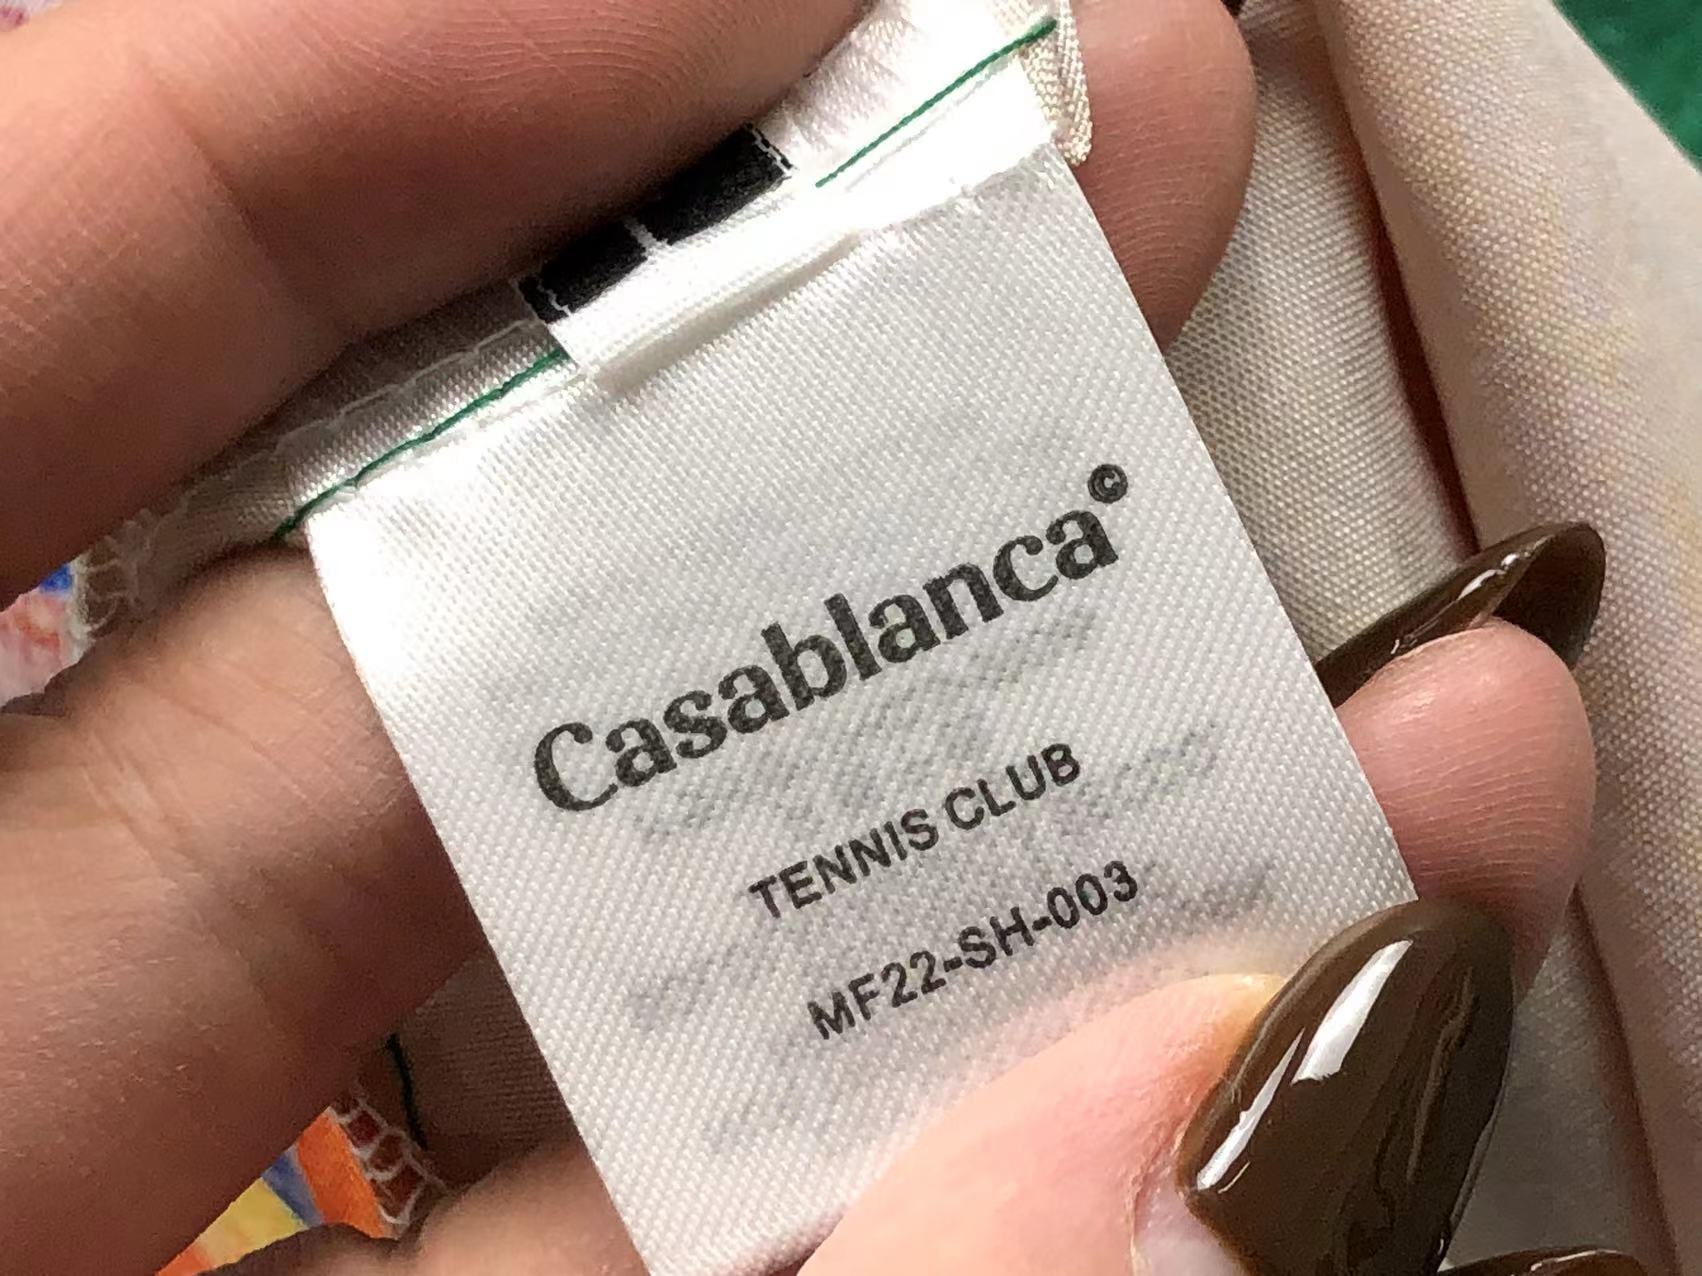 Casablanca©
TENNIS CLUB
MF22-SH-003